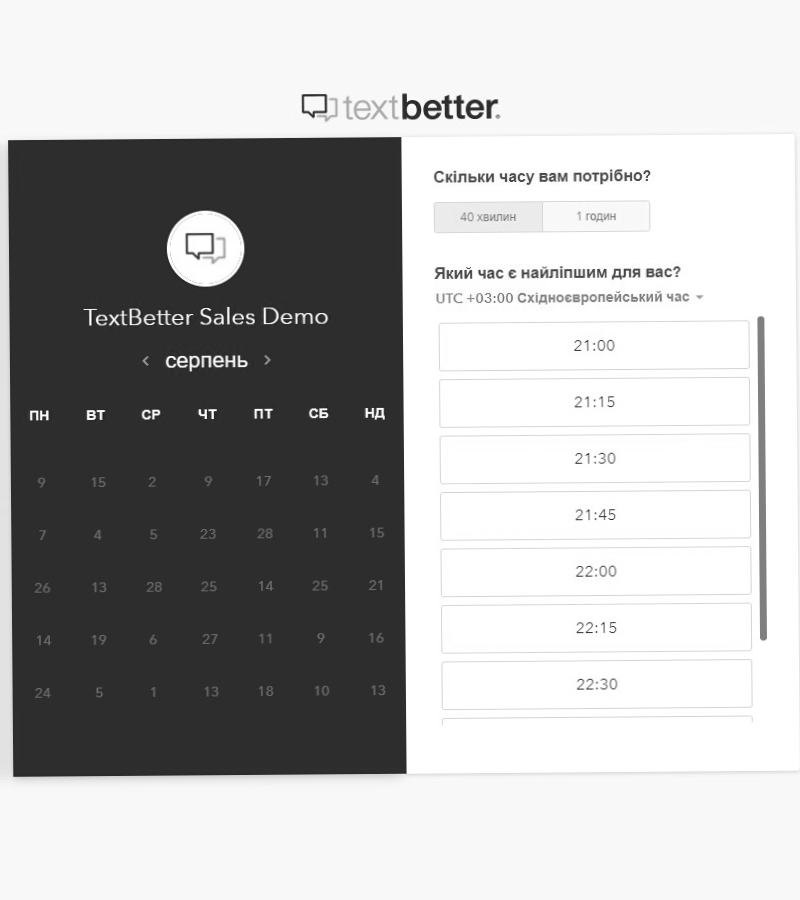 textbetter.
TextBetter Sales Demo
серпень
ПН ВТ СР ЧТ ПТ СБ НД
9 15 2 9 17 13 4
7 4 5 23 28 11 15
26 13 28 25 14 25 21
14 19 6 27 11 9 16
24 5 1 13 18 10 13
Скільки часу вам потрібно?
40 хвилин 1 годин
Який час є найліпшим для вас?
UTC +03:00 Східноєвропейський час
21:00
21:15
21:30
21:45
22:00
22:15
22:30